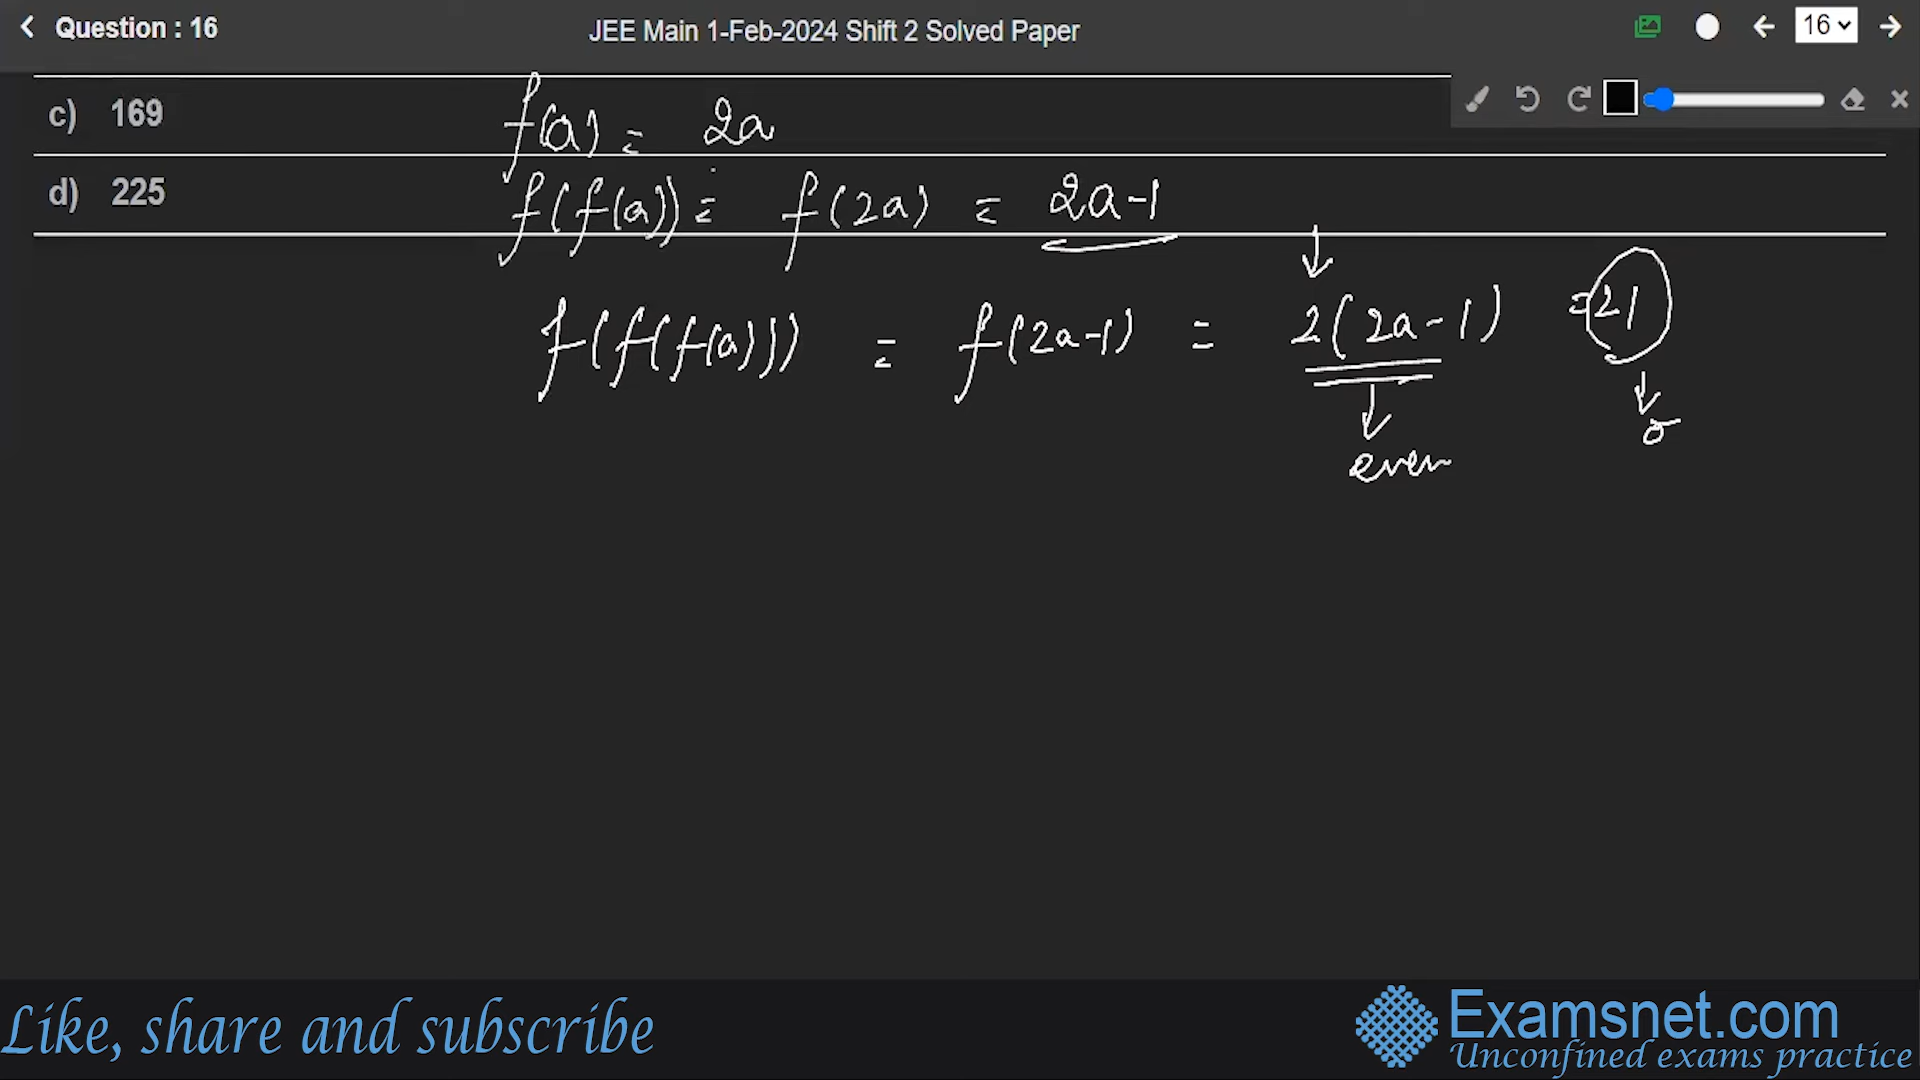 Question : 16
JEE Main 1-Feb-2024 Shift 2 Solved Paper
16
c) 169
f(a) = 2a
d) 225
f(f(a)) = f(2a) = 2a-1
f(f(f(a))) = f(2a-1) = 2(2a-1) = 21
even
Like, share and subscribe
Examsnet.com
Unconfined exams practice